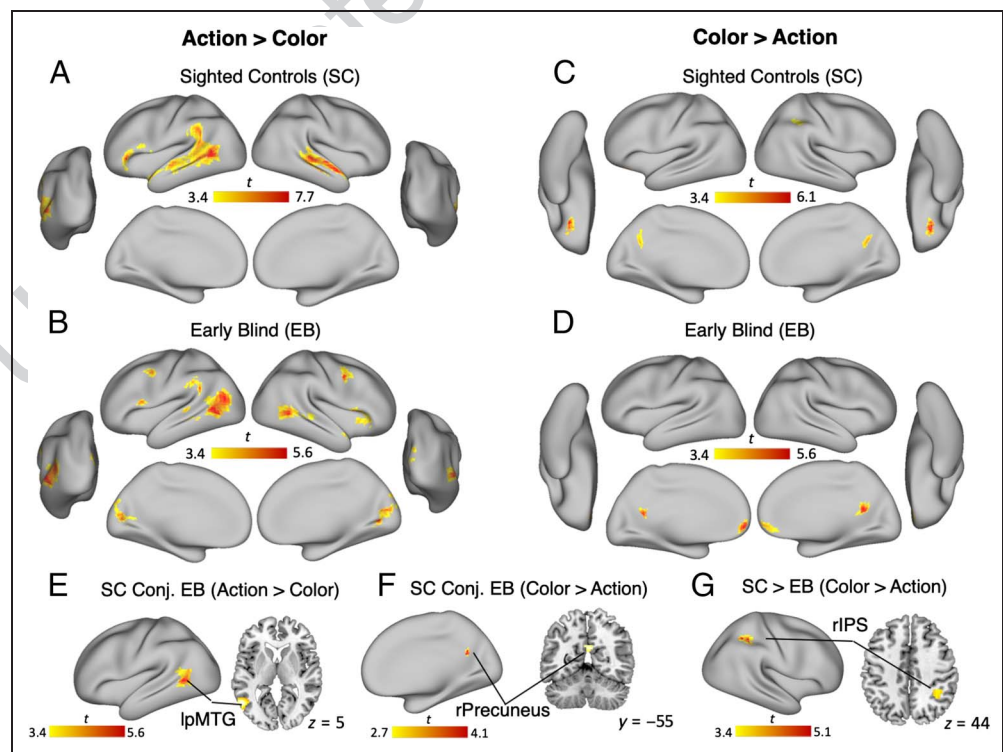 Action > Color
Color > Action
A
Sighted Controls (SC)
t
3.4 7.7
C
Sighted Controls (SC)
t
3.4 6.1
B
Early Blind (EB)
t
3.4 5.6
D
Early Blind (EB)
t
3.4 5.6
E
SC Conj. EB (Action > Color)
lpMTG
t
3.4 5.6
z = 5
F
SC Conj. EB (Color > Action)
rPrecuneus
t
2.7 4.1
y = −55
G
SC > EB (Color > Action)
rIPS
t
3.4 5.1
z = 44